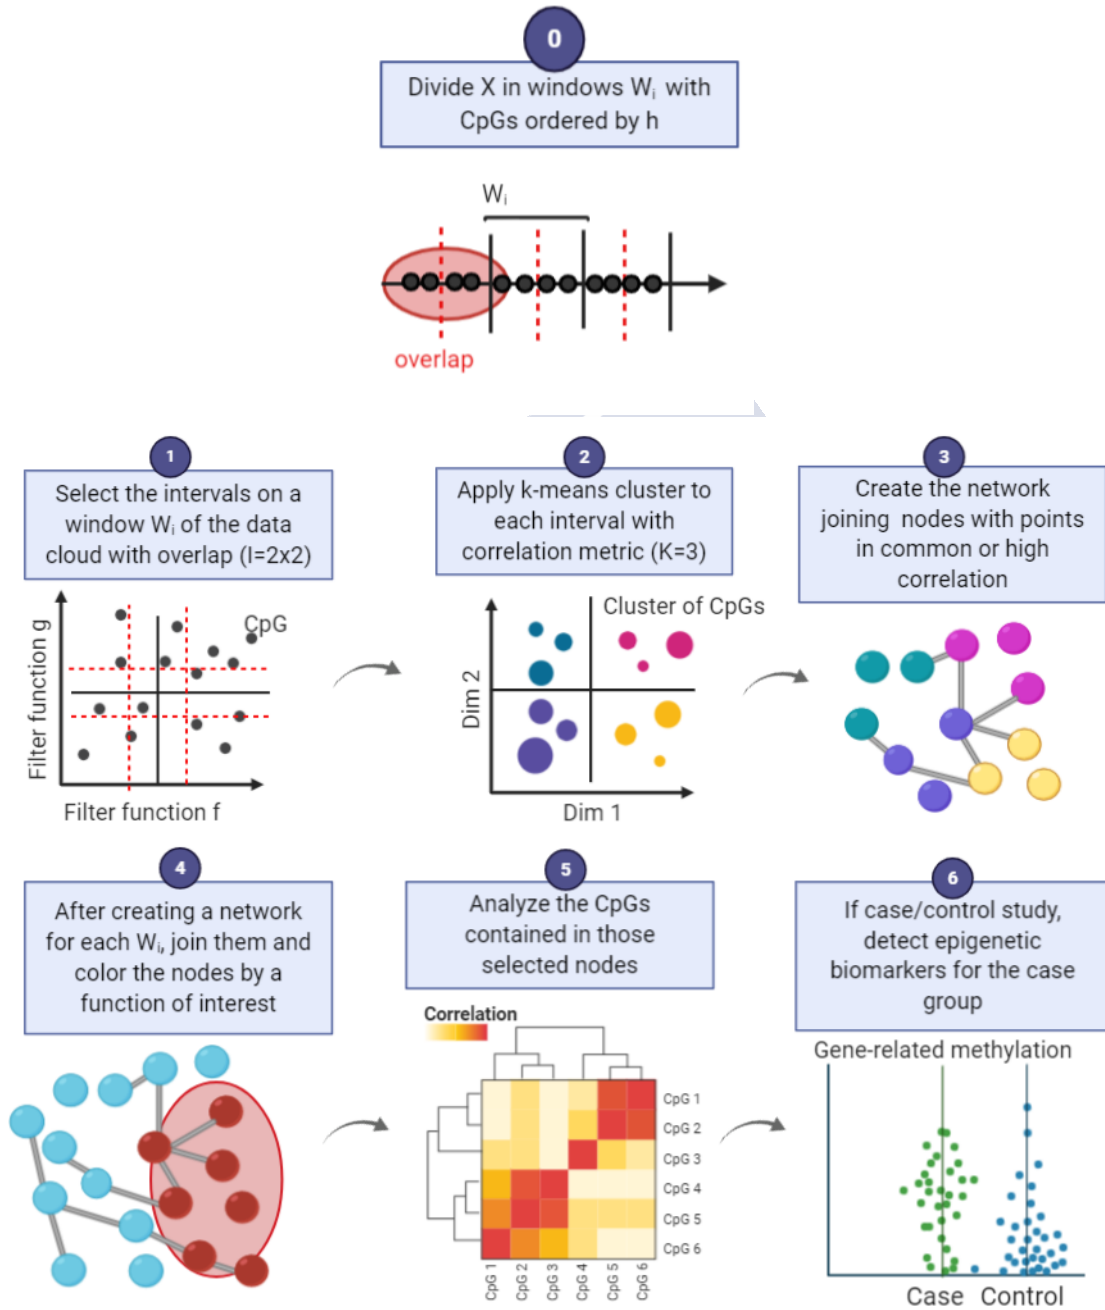 0
Divide X in windows Wᵢ with
CpGs ordered by h
Wᵢ
overlap
1
Select the intervals on a
window Wᵢ of the data
cloud with overlap (I=2x2)
CpG
Filter function g
Filter function f
2
Apply k-means cluster to
each interval with
correlation metric (K=3)
Cluster of CpGs
Dim 2
Dim 1
3
Create the network
joining nodes with points
in common or high
correlation
4
After creating a network
for each Wᵢ, join them and
color the nodes by a
function of interest
5
Analyze the CpGs
contained in those
selected nodes
Correlation
CpG 1
CpG 2
CpG 3
CpG 4
CpG 5
CpG 6
CpG 1
CpG 2
CpG 3
CpG 4
CpG 5
CpG 6
6
If case/control study,
detect epigenetic
biomarkers for the case
group
Gene-related methylation
Case
Control